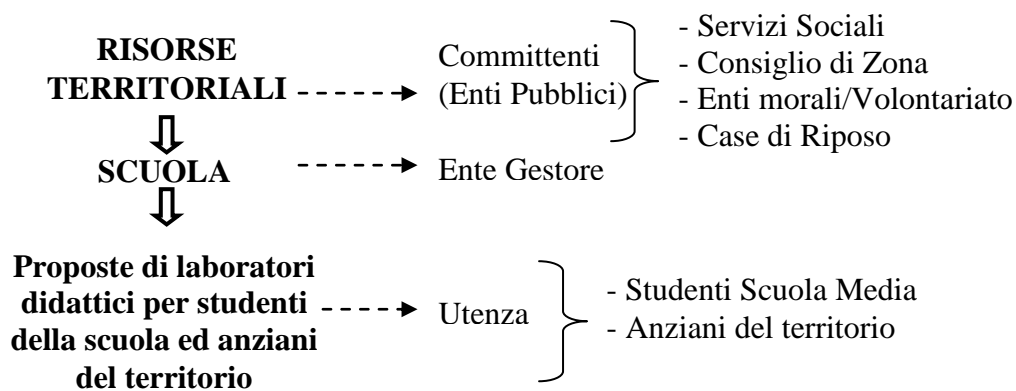 RISORSE
TERRITORIALI
Committenti
(Enti Pubblici)
- Servizi Sociali
- Consiglio di Zona
- Enti morali/Volontariato
- Case di Riposo
SCUOLA
Ente Gestore
Proposte di laboratori
didattici per studenti
della scuola ed anziani
del territorio
Utenza
- Studenti Scuola Media
- Anziani del territorio